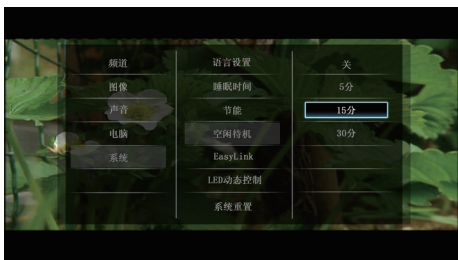 频道
图像
声音
电脑
系统
语言设置
睡眠时间
节能
空闲待机
EasyLink
LED动态控制
系统重置
关
5分
15分
30分